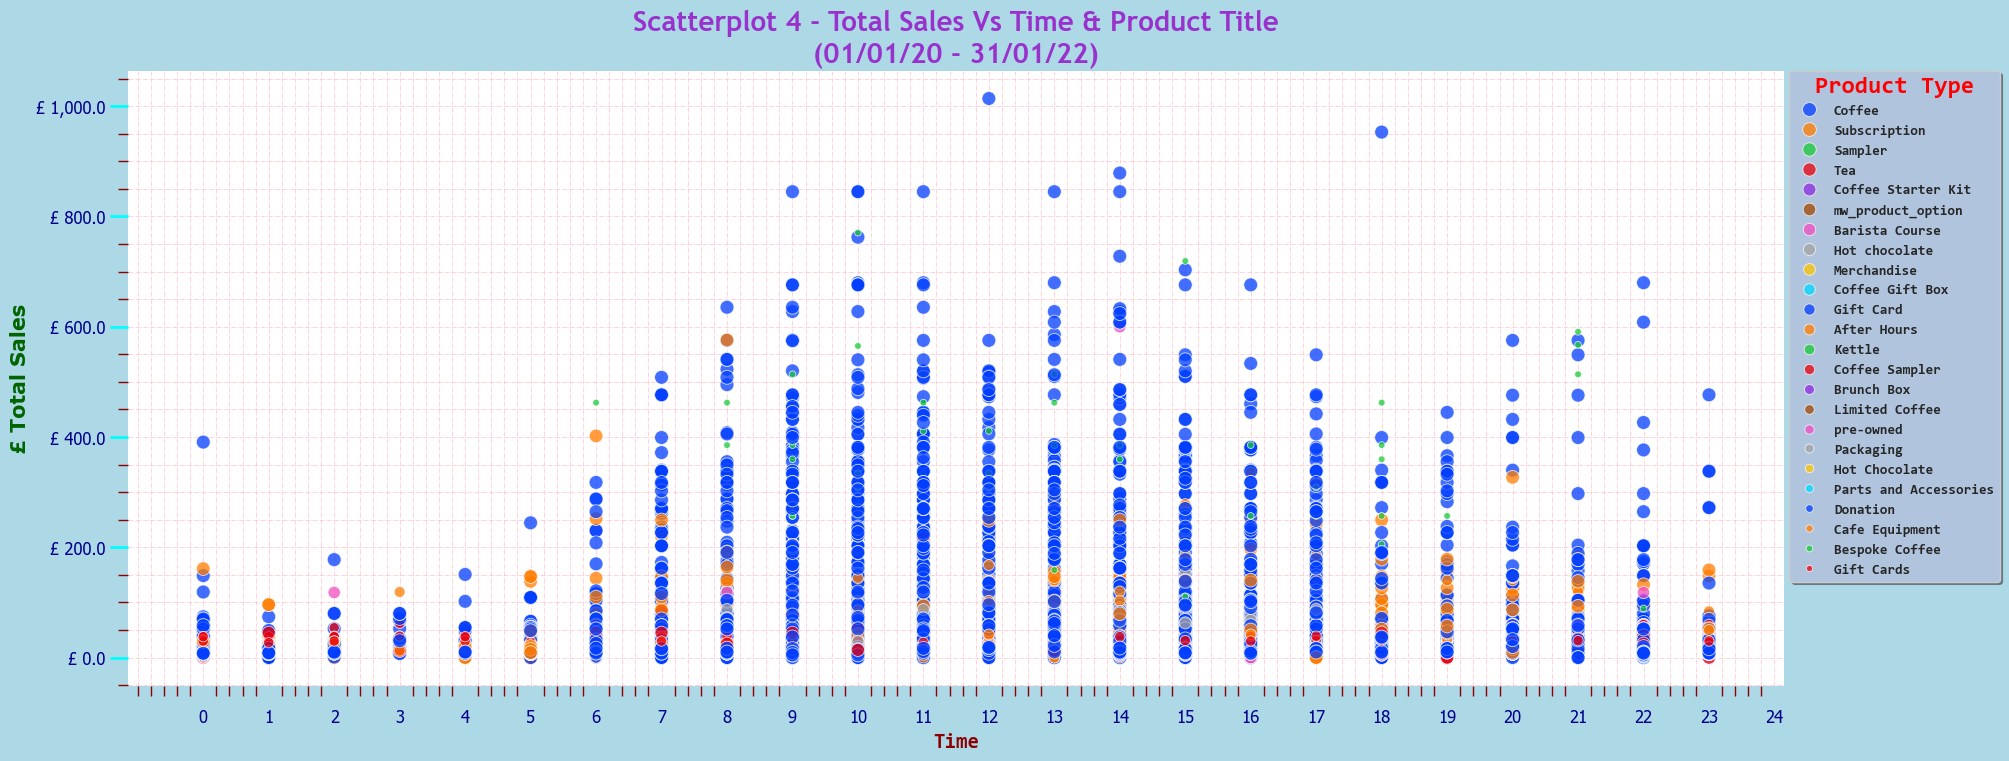 Scatterplot 4 - Total Sales Vs Time & Product Title
(01/01/20 - 31/01/22)
£ Total Sales
£ 1,000.0
£ 800.0
£ 600.0
£ 400.0
£ 200.0
£ 0.0
0 1 2 3 4 5 6 7 8 9 10 11 12 13 14 15 16 17 18 19 20 21 22 23 24
Time
Product Type
Coffee
Subscription
Sampler
Tea
Coffee Starter Kit
mw_product_option
Barista Course
Hot chocolate
Merchandise
Coffee Gift Box
Gift Card
After Hours
Kettle
Coffee Sampler
Brunch Box
Limited Coffee
pre-owned
Packaging
Hot Chocolate
Parts and Accessories
Donation
Cafe Equipment
Bespoke Coffee
Gift Cards